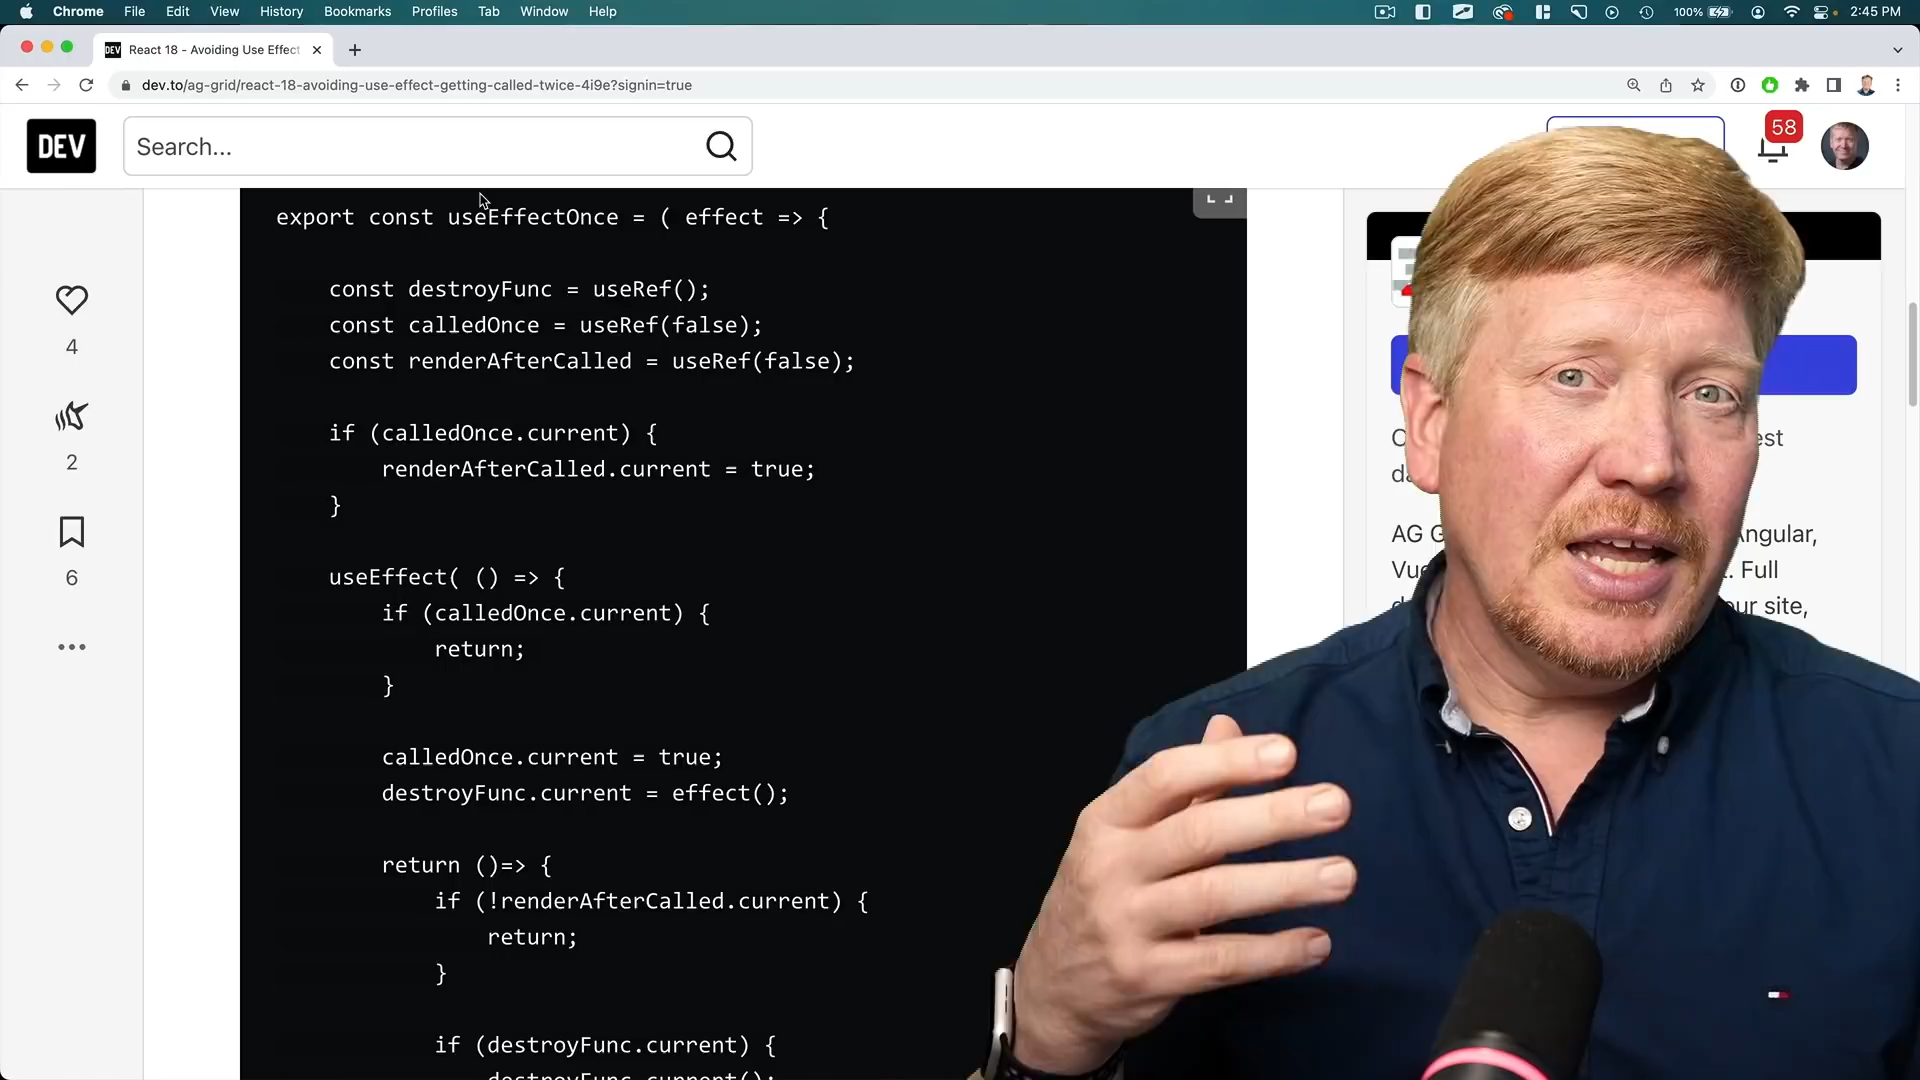 Chrome File Edit View History Bookmarks Profiles Tab Window Help 100% 2:45 PM
DEV React 18 - Avoiding Use Effect
dev.to/ag-grid/react-18-avoiding-use-effect-getting-called-twice-4i9e?signin=true
DEV Search... 58
export const useEffectOnce = ( effect => {
const destroyFunc = useRef();
const calledOnce = useRef(false);
const renderAfterCalled = useRef(false);
if (calledOnce.current) {
renderAfterCalled.current = true;
}
useEffect( () => {
if (calledOnce.current) {
return;
}
calledOnce.current = true;
destroyFunc.current = effect();
return ()=> {
if (!renderAfterCalled.current) {
return;
}
if (destroyFunc.current) {
4
2
6
AG
Full
our site,